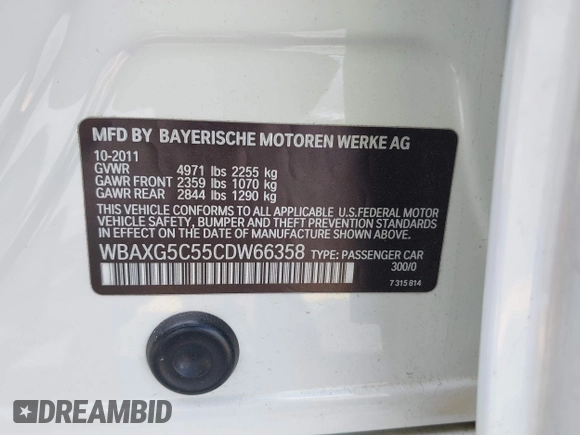 MFD BY BAYERISCHE MOTOREN WERKE AG
10-2011
GVWR 4971 lbs 2255 kg
GAWR FRONT 2359 lbs 1070 kg
GAWR REAR 2844 lbs 1290 kg
THIS VEHICLE CONFORMS TO ALL APPLICABLE U.S.FEDERAL MOTOR
VEHICLE SAFETY, BUMPER AND THEFT PREVENTION STANDARDS
IN EFFECT ON THE DATE OF MANUFACTURE SHOWN ABOVE.
WBAXG5C55CDW66358 TYPE: PASSENGER CAR
300/0
7 315 814
DREAMBID